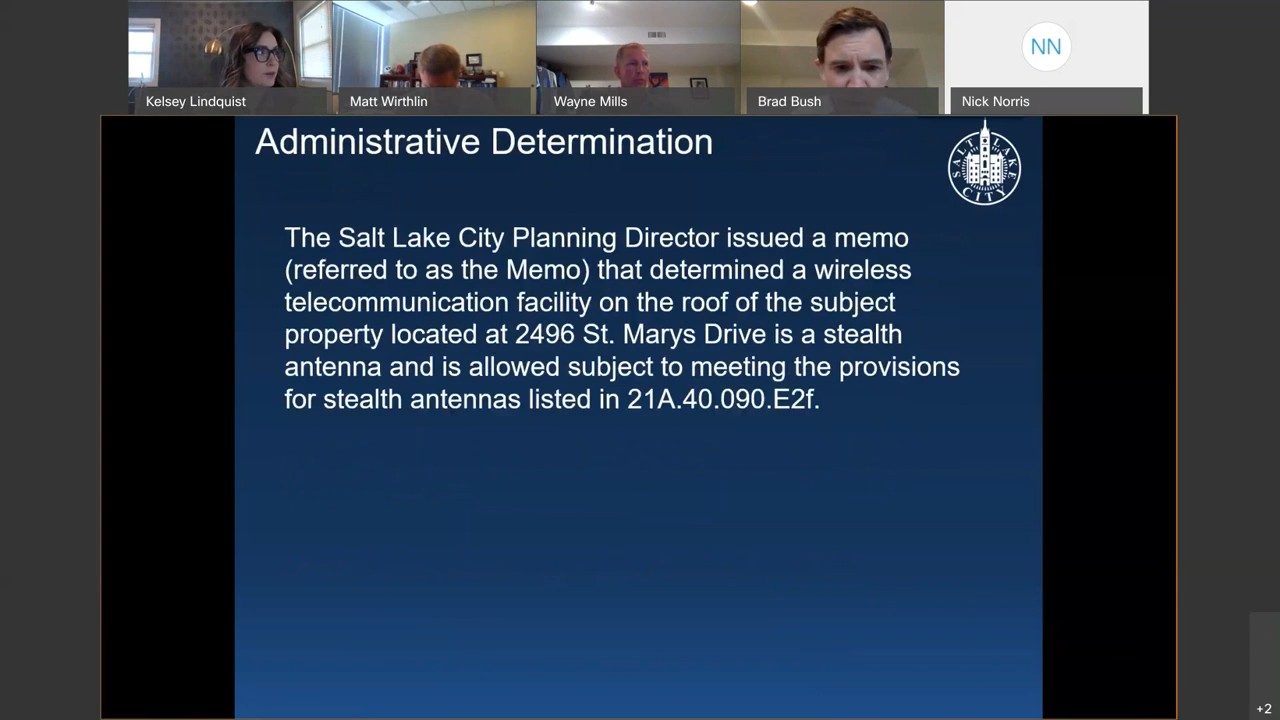 Kelsey Lindquist
Matt Wirthlin
Wayne Mills
Brad Bush
NN
Nick Norris
Administrative Determination
SALT LAKE
CITY
The Salt Lake City Planning Director issued a memo
(referred to as the Memo) that determined a wireless
telecommunication facility on the roof of the subject
property located at 2496 St. Marys Drive is a stealth
antenna and is allowed subject to meeting the provisions
for stealth antennas listed in 21A.40.090.E2f.
+2